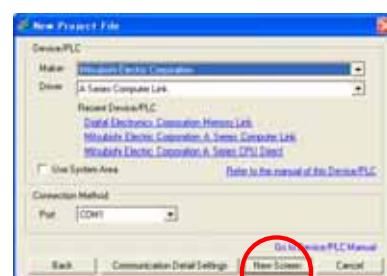 New Project File
Device/PLC
Maker Mitsubishi Electric Corporation
Driver A Series Computer Link
Recent Device/PLC
Digital Electronics Corporation Memory Link
Mitsubishi Electric Corporation A Series Computer Link
Mitsubishi Electric Corporation A Series CPU Direct
Use System Area Refer to the manual of this Device/PLC
Connection Method
Port COM1
Go to Device/PLC Manual
Back Communication Detail Settings New Screen Cancel